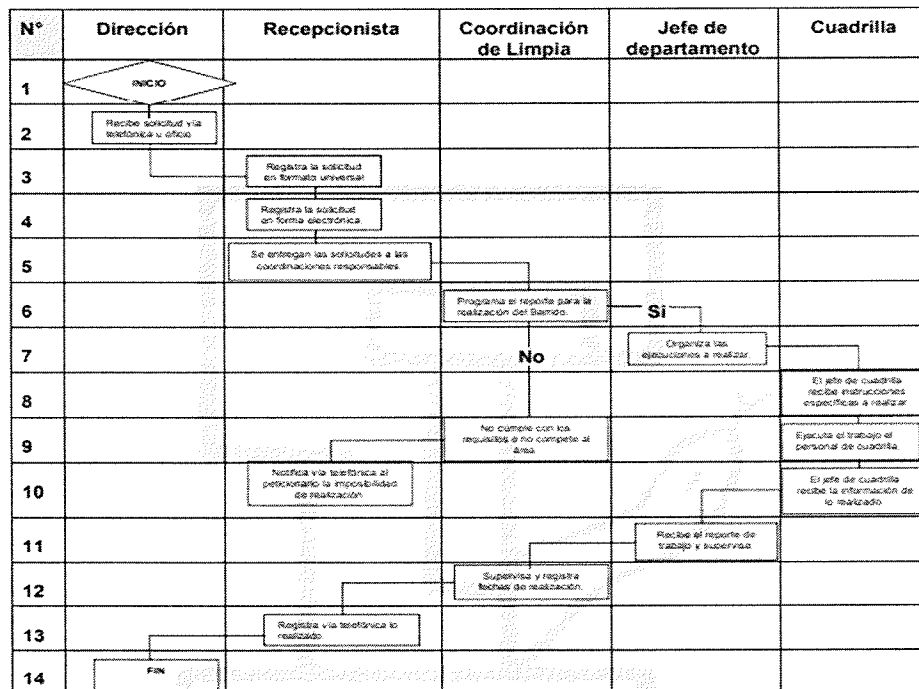 N° Dirección Recepcionista Coordinación de Limpia Jefe de departamento Cuadrilla
1 INICIO
2 Recibe solicitud vía
telefónica u oficio
3 Registra la solicitud
en formato universal
4 Registra la solicitud
en forma electrónica.
5 Se entregan las solicitudes a las
coordinaciones responsables
6 Programa el reporte para la
realización del Barrido.
Si
7 Organiza las
ejecuciones a realizar.
No
8 El jefe de cuadrilla
recibe instrucciones
específicas a realizar
9 No cumple con los
requisitos o no compete al
área.
Ejecuta el trabajo el
personal de cuadrilla.
10 Notifica vía telefónica al
peticionario la imposibilidad
de realización
El jefe de cuadrilla
recibe la información de
lo realizado
11 Recibe el reporte de
trabajo y supervisa
12 Supervisa y registra
fechas de realización.
13 Registra vía telefónica lo
realizado.
14 FIN